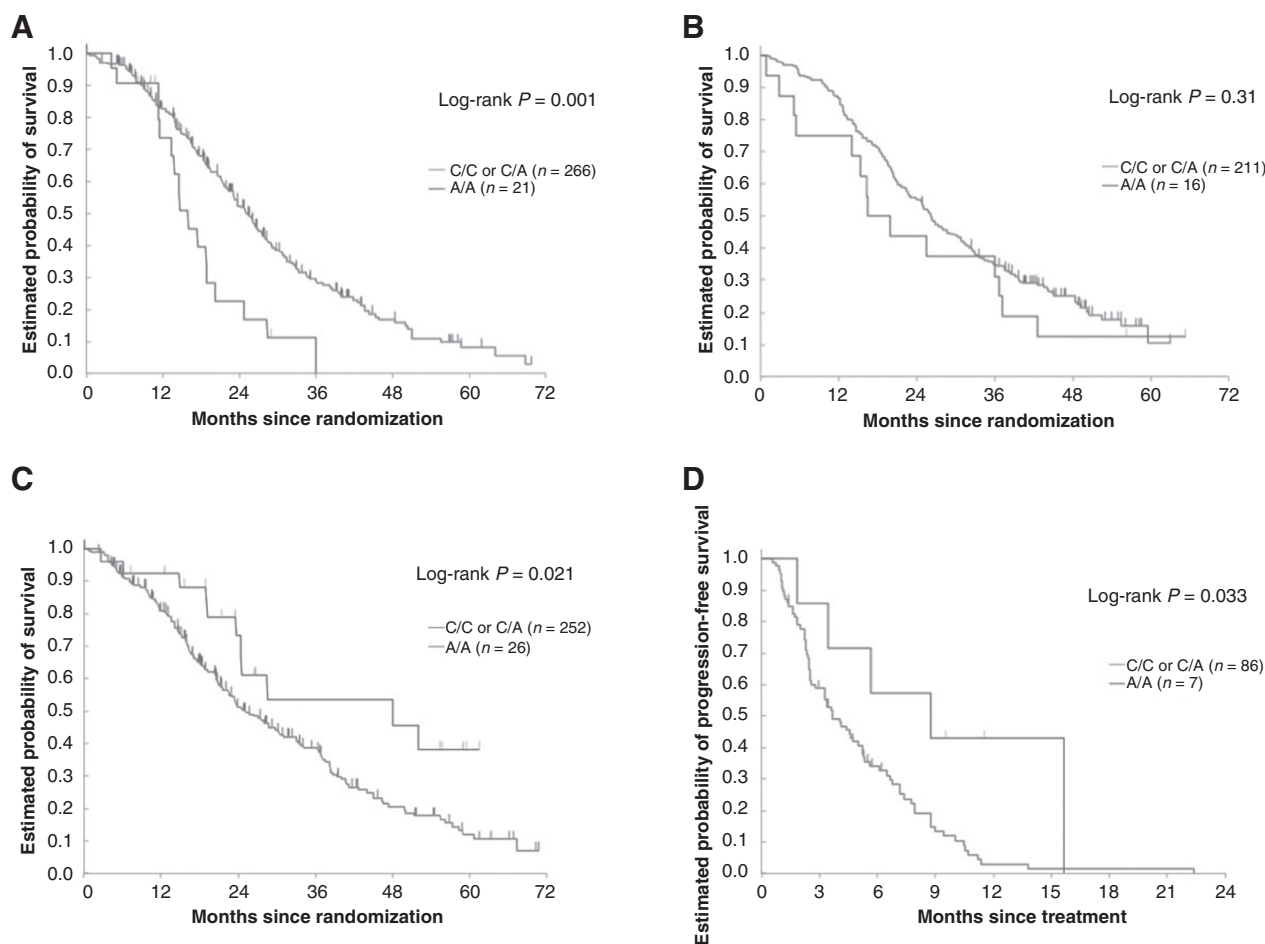 A
Estimated probability of survival
1.0
0.9
0.8
0.7
0.6
0.5
0.4
0.3
0.2
0.1
0.0
Log-rank P = 0.001
C/C or C/A (n = 266)
A/A (n = 21)
0 12 24 36 48 60 72
Months since randomization
B
Estimated probability of survival
1.0
0.9
0.8
0.7
0.6
0.5
0.4
0.3
0.2
0.1
0.0
Log-rank P = 0.31
C/C or C/A (n = 211)
A/A (n = 16)
0 12 24 36 48 60 72
Months since randomization
C
Estimated probability of survival
1.0
0.9
0.8
0.7
0.6
0.5
0.4
0.3
0.2
0.1
0.0
Log-rank P = 0.021
C/C or C/A (n = 252)
A/A (n = 26)
0 12 24 36 48 60 72
Months since randomization
D
Estimated probability of progression-free survival
1.0
0.9
0.8
0.7
0.6
0.5
0.4
0.3
0.2
0.1
0.0
Log-rank P = 0.033
C/C or C/A (n = 86)
A/A (n = 7)
0 3 6 9 12 15 18 21 24
Months since treatment